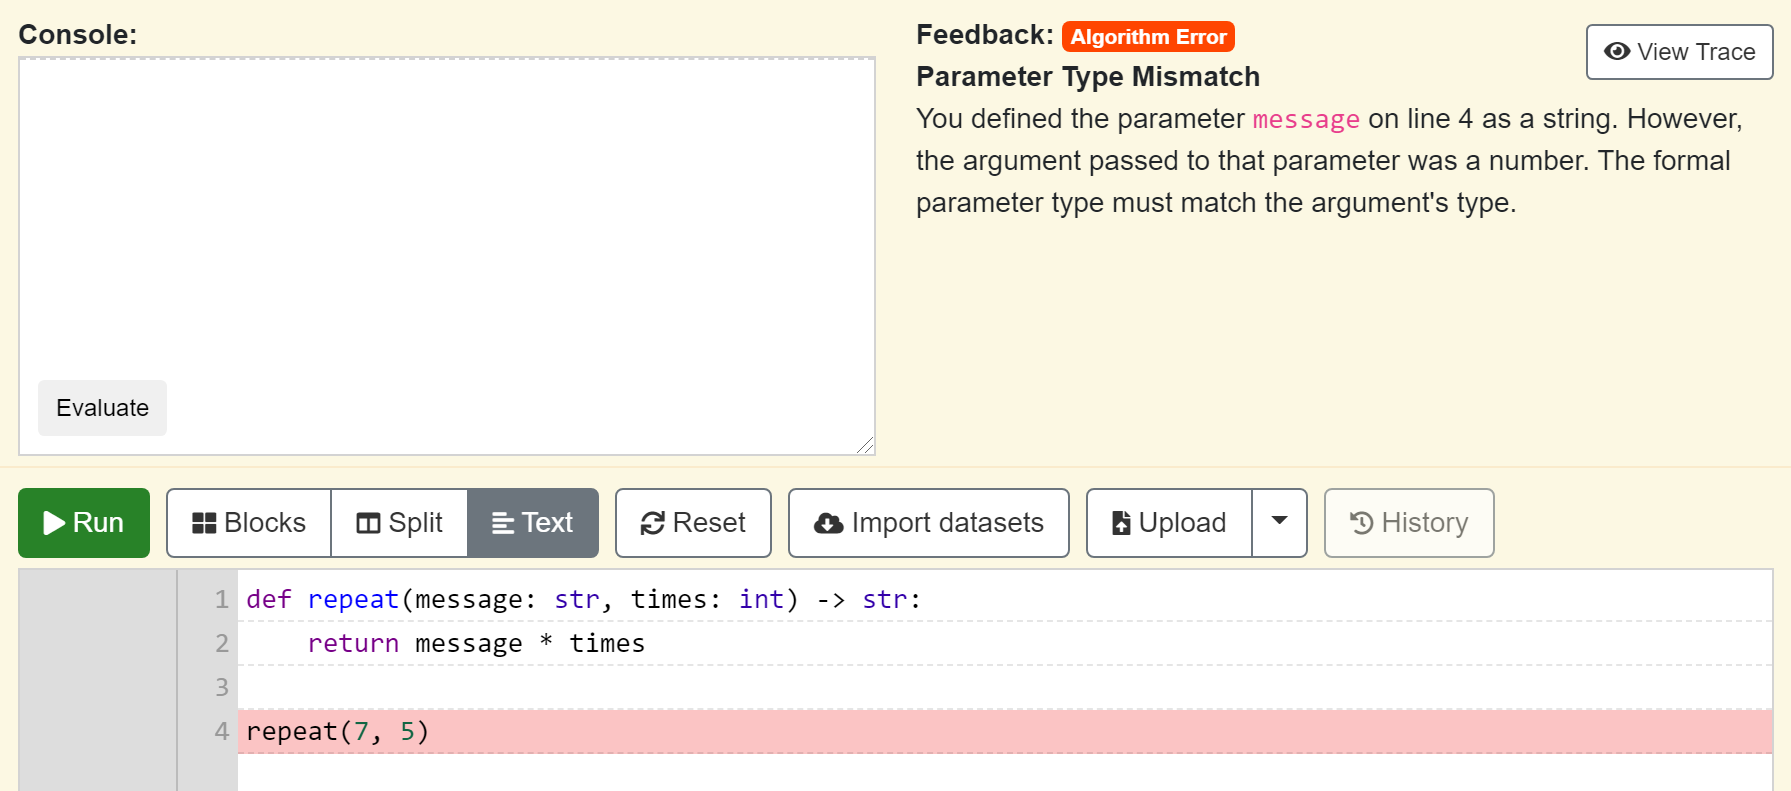 Console:
Evaluate
Feedback: Algorithm Error
View Trace
Parameter Type Mismatch
You defined the parameter message on line 4 as a string. However,
the argument passed to that parameter was a number. The formal
parameter type must match the argument's type.
Run Blocks Split Text Reset Import datasets Upload History
1 def repeat(message: str, times: int) -> str:
2     return message * times
3
4 repeat(7, 5)